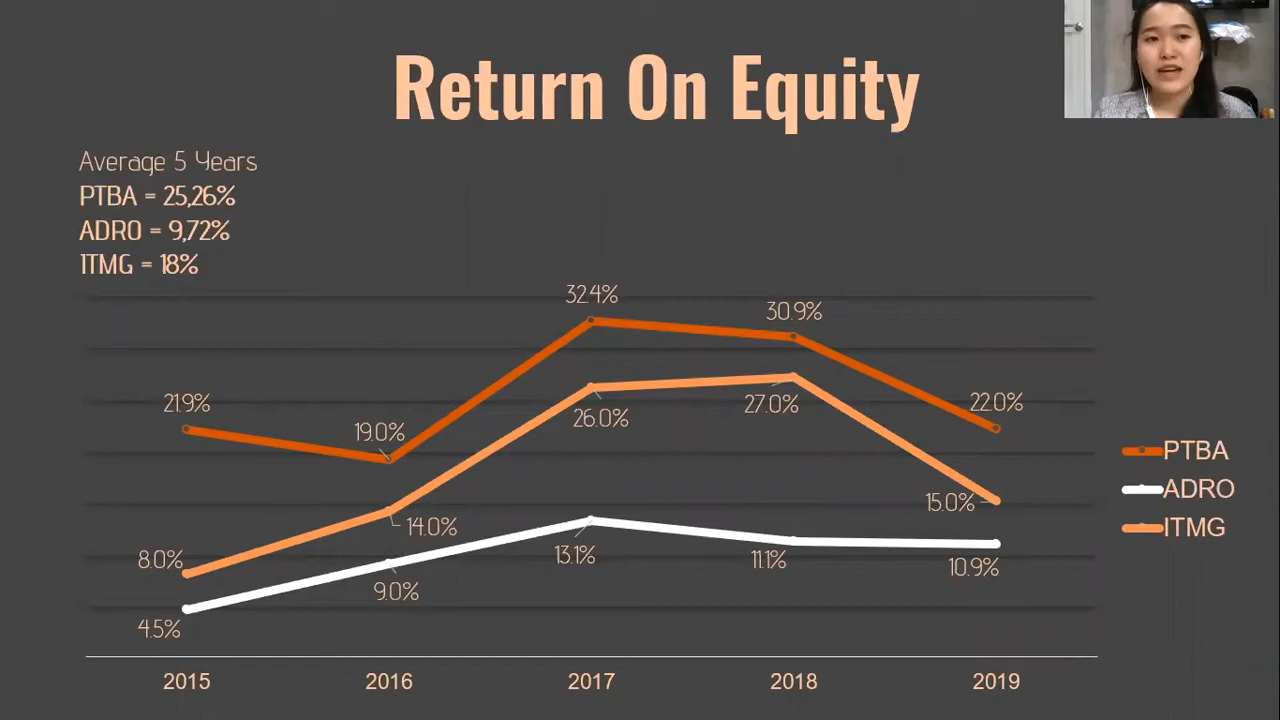 Return On Equity
Average 5 Years
PTBA = 25,26%
ADRO = 9,72%
ITMG = 18%
32.4%
30.9%
21.9%
22.0%
19.0%
26.0%
27.0%
15.0%
14.0%
8.0%
13.1%
11.1%
10.9%
9.0%
4.5%
PTBA
ADRO
ITMG
2015 2016 2017 2018 2019